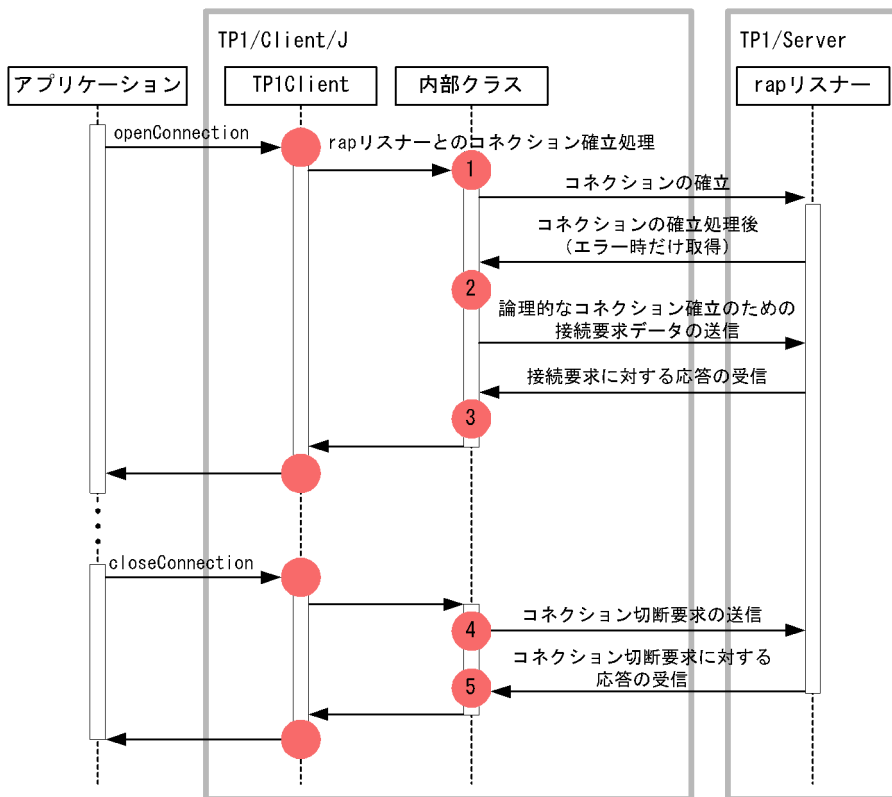 TP1/Client/J
TP1/Server
アプリケーション
TP1Client
内部クラス
rapリスナー
openConnection
rapリスナーとのコネクション確立処理
1
コネクションの確立
コネクションの確立処理後
(エラー時だけ取得)
2
論理的なコネクション確立のための
接続要求データの送信
接続要求に対する応答の受信
3
closeConnection
4
コネクション切断要求の送信
コネクション切断要求に対する
応答の受信
5